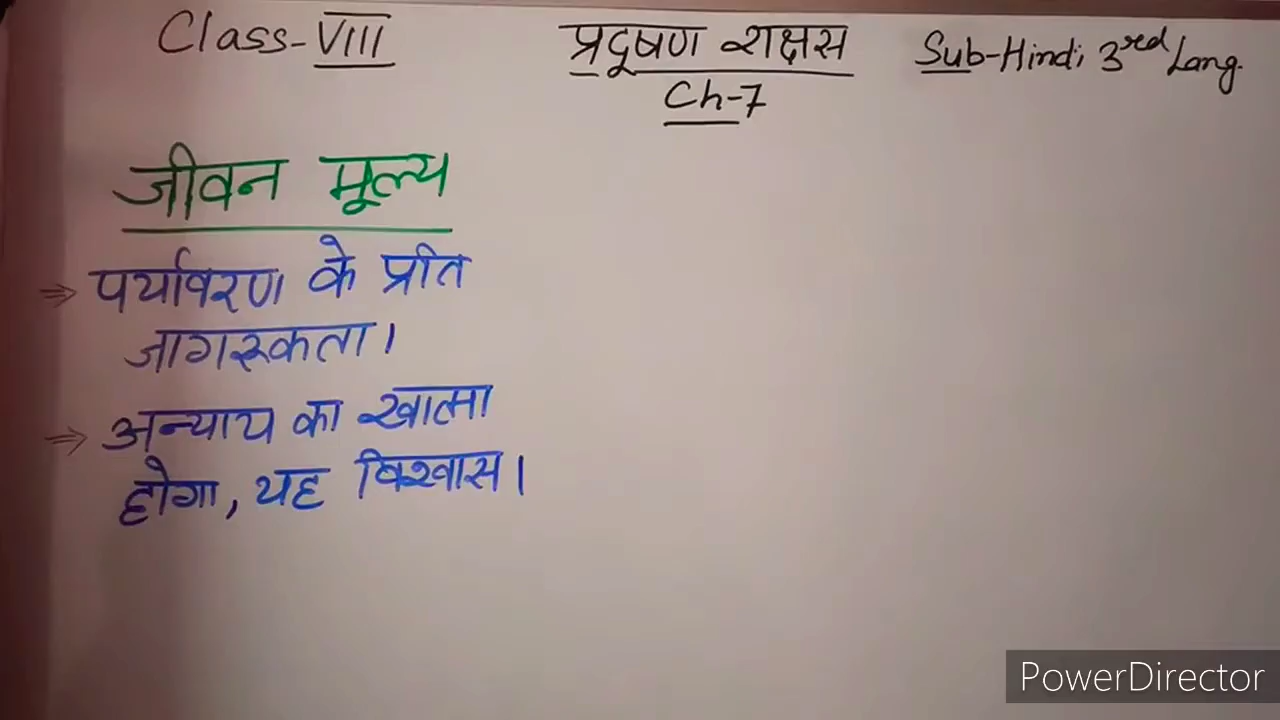 Class-VIII
प्रदूषण राक्षस
Sub-Hindi 3rd Lang.
Ch-7
जीवन मूल्य
⇒ पर्यावरण के प्रति
जागरूकता।
⇒ अन्याय का खात्मा
होगा, यह विश्वास।
PowerDirector